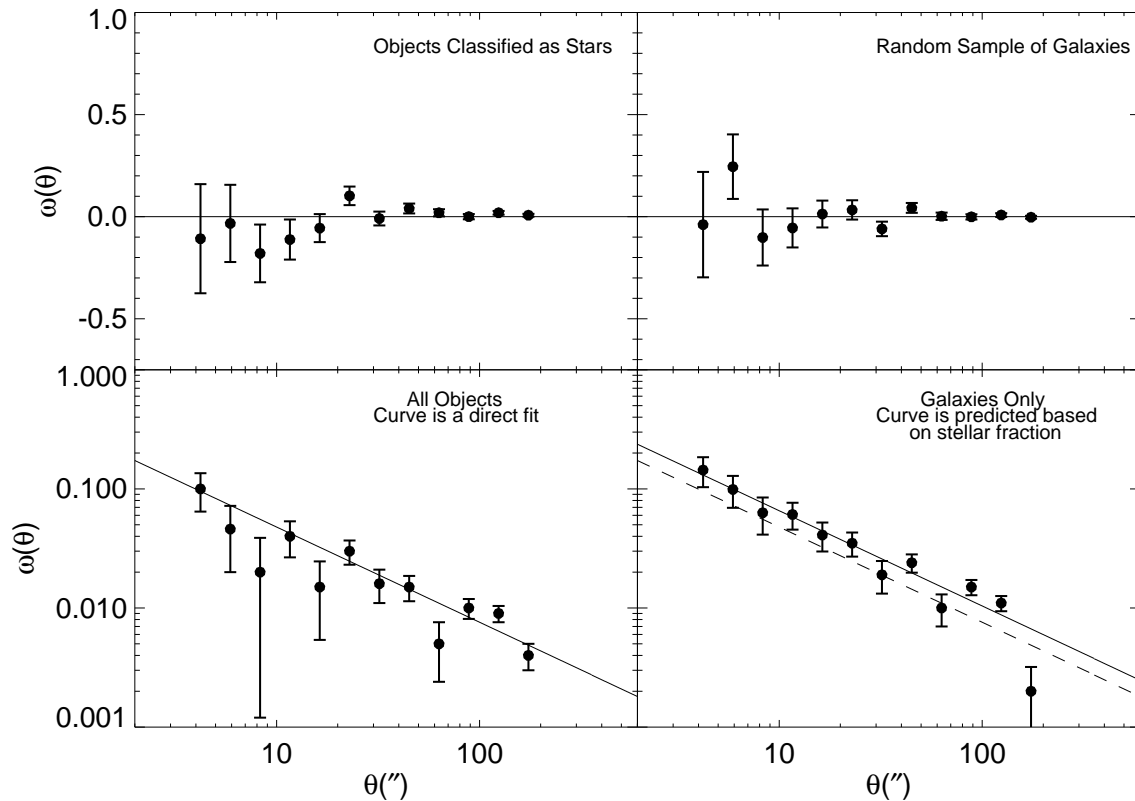 1.0
0.5
0.0
-0.5
ω(θ)
Objects Classified as Stars
Random Sample of Galaxies
1.000
0.100
0.010
0.001
ω(θ)
All Objects
Curve is a direct fit
Galaxies Only
Curve is predicted based
on stellar fraction
10
100
10
100
θ(″)
θ(″)